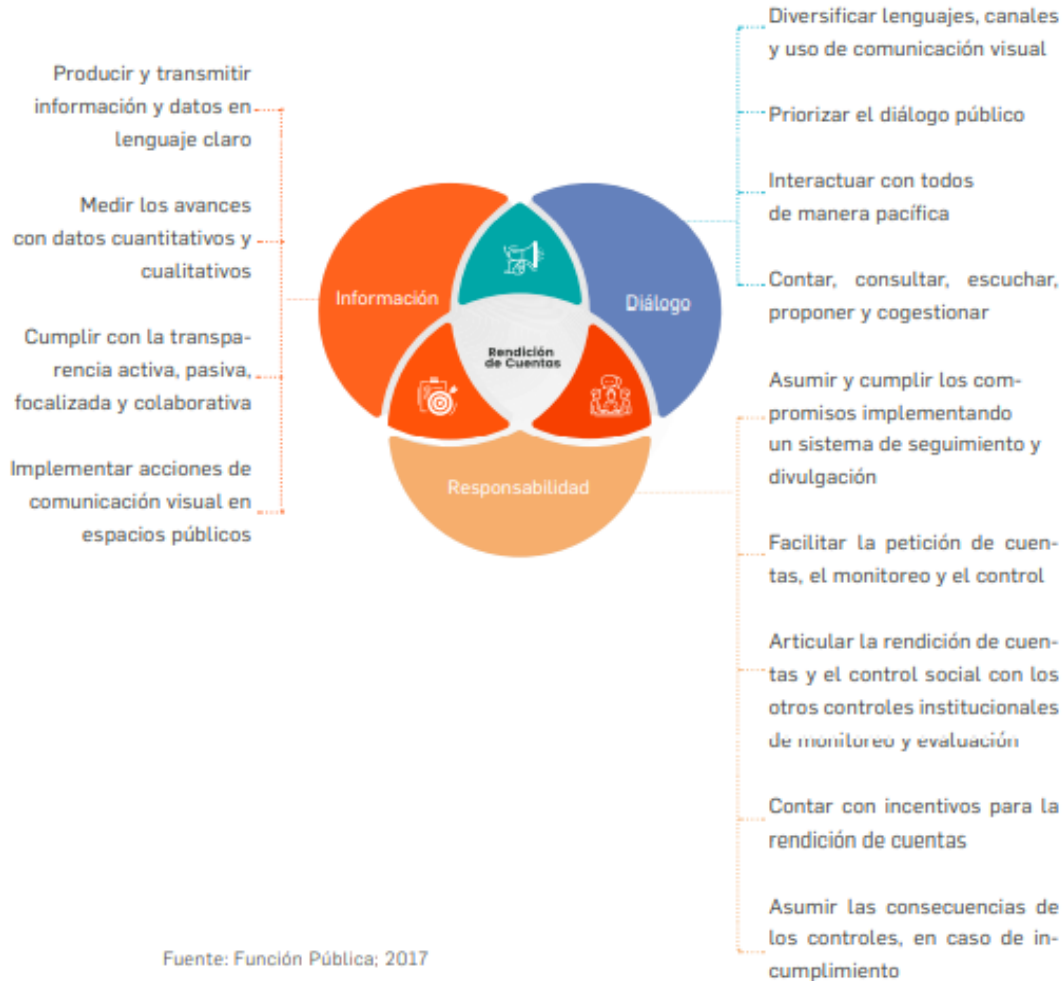 Producir y transmitir
información y datos en
lenguaje claro
Medir los avances
con datos cuantitativos y
cualitativos
Cumplir con la transpa-
rencia activa, pasiva,
focalizada y colaborativa
Implementar acciones de
comunicación visual en
espacios públicos
Información
Diálogo
Rendición
de Cuentas
Responsabilidad
Diversificar lenguajes, canales
y uso de comunicación visual
Priorizar el diálogo público
Interactuar con todos
de manera pacífica
Contar, consultar, escuchar,
proponer y cogestionar
Asumir y cumplir los com-
promisos implementando
un sistema de seguimiento y
divulgación
Facilitar la petición de cuen-
tas, el monitoreo y el control
Articular la rendición de cuen-
tas y el control social con los
otros controles institucionales
de monitoreo y evaluación
Contar con incentivos para la
rendición de cuentas
Asumir las consecuencias de
los controles, en caso de in-
cumplimiento
Fuente: Función Pública; 2017